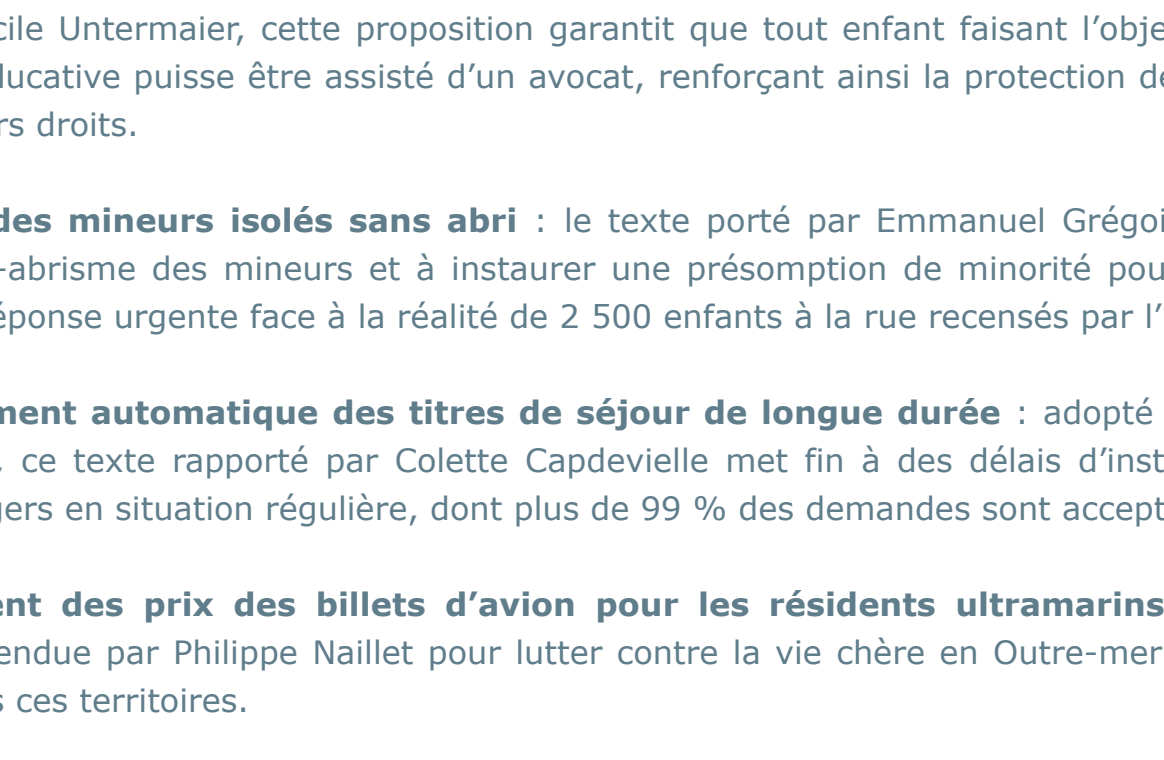 cile Untermaier, cette proposition garantit que tout enfant faisant l’obje
ducative puisse être assisté d’un avocat, renforçant ainsi la protection de
rs droits.
des mineurs isolés sans abri : le texte porté par Emmanuel Grégoi
-abrisme des mineurs et à instaurer une présomption de minorité pou
éponse urgente face à la réalité de 2 500 enfants à la rue recensés par l’
ment automatique des titres de séjour de longue durée : adopté
, ce texte rapporté par Colette Capdevielle met fin à des délais d’inst
gers en situation régulière, dont plus de 99 % des demandes sont accept
ent des prix des billets d’avion pour les résidents ultramarins
endue par Philippe Naillet pour lutter contre la vie chère en Outre-mer
s ces territoires.